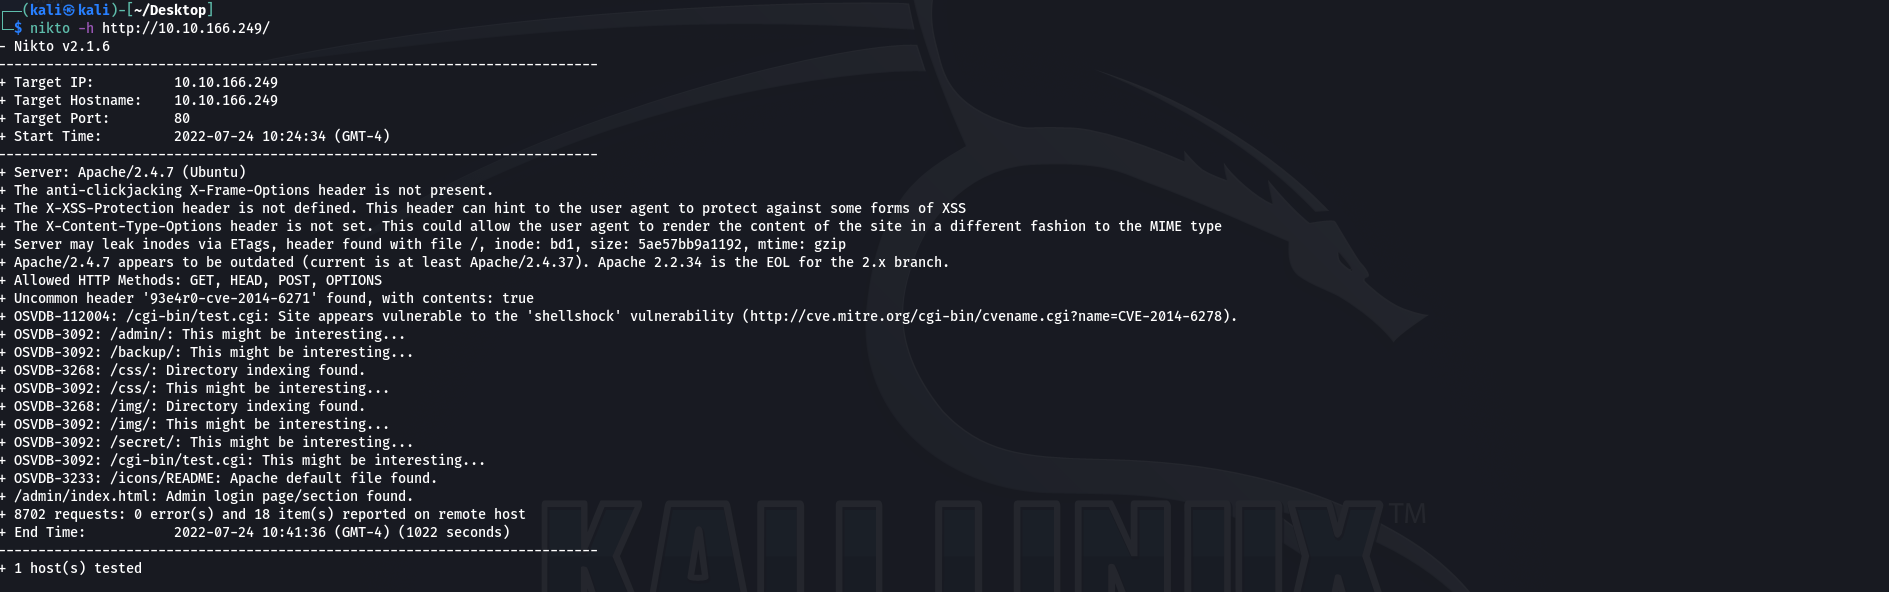 ┌──(kali㉿kali)-[~/Desktop]
└─$ nikto -h http://10.10.166.249/
- Nikto v2.1.6
---------------------------------------------------------------------------
+ Target IP:          10.10.166.249
+ Target Hostname:    10.10.166.249
+ Target Port:        80
+ Start Time:         2022-07-24 10:24:34 (GMT-4)
---------------------------------------------------------------------------
+ Server: Apache/2.4.7 (Ubuntu)
+ The anti-clickjacking X-Frame-Options header is not present.
+ The X-XSS-Protection header is not defined. This header can hint to the user agent to protect against some forms of XSS
+ The X-Content-Type-Options header is not set. This could allow the user agent to render the content of the site in a different fashion to the MIME type
+ Server may leak inodes via ETags, header found with file /, inode: bd1, size: 5ae57bb9a1192, mtime: gzip
+ Apache/2.4.7 appears to be outdated (current is at least Apache/2.4.37). Apache 2.2.34 is the EOL for the 2.x branch.
+ Allowed HTTP Methods: GET, HEAD, POST, OPTIONS
+ Uncommon header '93e4r0-cve-2014-6271' found, with contents: true
+ OSVDB-112004: /cgi-bin/test.cgi: Site appears vulnerable to the 'shellshock' vulnerability (http://cve.mitre.org/cgi-bin/cvename.cgi?name=CVE-2014-6278).
+ OSVDB-3092: /admin/: This might be interesting...
+ OSVDB-3092: /backup/: This might be interesting...
+ OSVDB-3268: /css/: Directory indexing found.
+ OSVDB-3092: /css/: This might be interesting...
+ OSVDB-3268: /img/: Directory indexing found.
+ OSVDB-3092: /img/: This might be interesting...
+ OSVDB-3092: /secret/: This might be interesting...
+ OSVDB-3092: /cgi-bin/test.cgi: This might be interesting...
+ OSVDB-3233: /icons/README: Apache default file found.
+ /admin/index.html: Admin login page/section found.
+ 8702 requests: 0 error(s) and 18 item(s) reported on remote host
+ End Time:           2022-07-24 10:41:36 (GMT-4) (1022 seconds)
---------------------------------------------------------------------------
+ 1 host(s) tested
KALI LINUX™